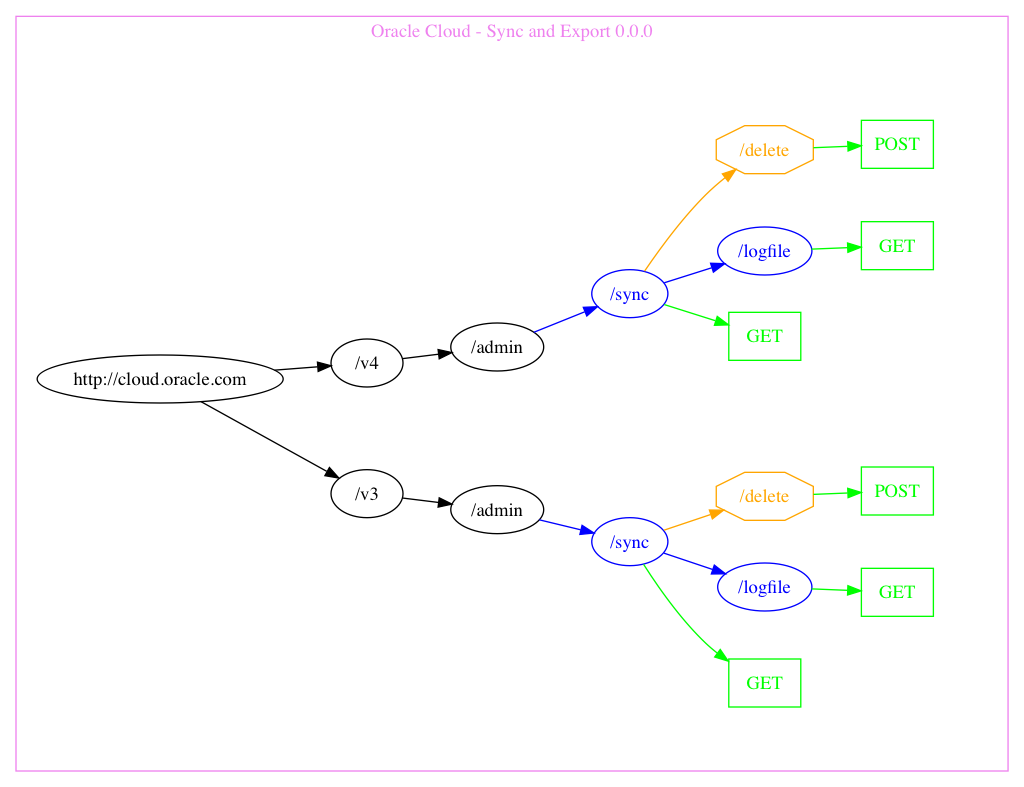 Oracle Cloud - Sync and Export 0.0.0
/delete
POST
/logfile
GET
/sync
GET
/admin
/v4
http://cloud.oracle.com
/v3
/admin
/sync
/delete
POST
/logfile
GET
GET